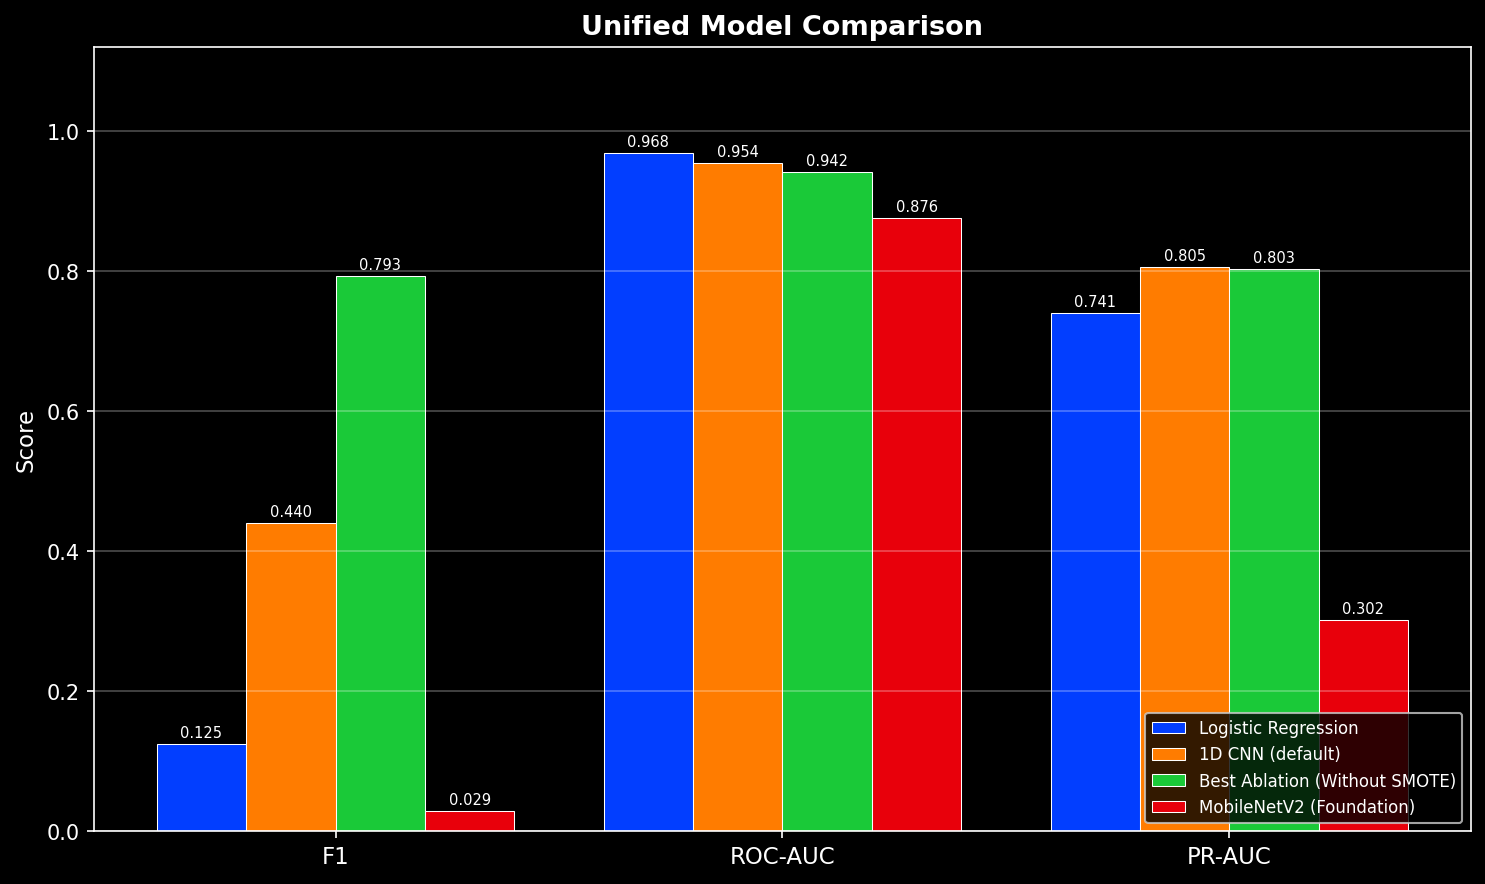 Unified Model Comparison
Score
1.0
0.8
0.6
0.4
0.2
0.0
0.125
0.440
0.793
0.029
0.968
0.954
0.942
0.876
0.741
0.805
0.803
0.302
F1
ROC-AUC
PR-AUC
Logistic Regression
1D CNN (default)
Best Ablation (Without SMOTE)
MobileNetV2 (Foundation)